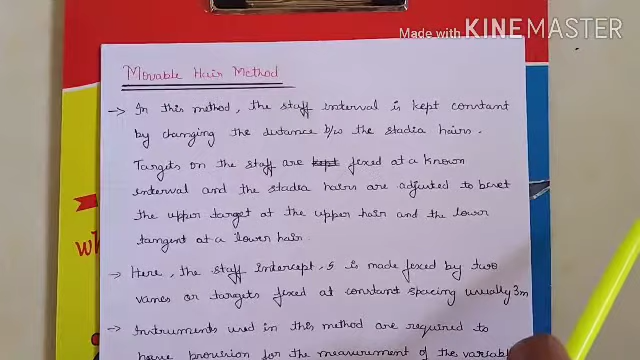 Made with KINEMASTER
Movable Hair Method
→ In this method, the staff interval is kept constant
by changing the distance b/w the stadia hairs.
Targets on the staff are kept fixed at a known
interval and the stadia hairs are adjusted to bisect
the upper target at the upper hair and the lower
tangent at a lower hair.
→ Here, the staff intercept, s is made fixed by two
vanes or targets fixed at constant spacing usually 3m
→ Instruments used in this method are required to
have provision for the measurement of the variable